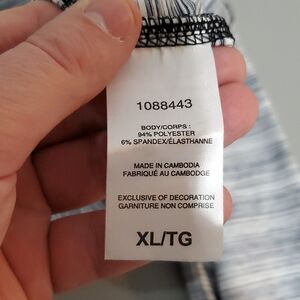 1088443
BODY/CORPS :
94% POLYESTER
6% SPANDEX/ÉLASTHANNE
MADE IN CAMBODIA
FABRIQUÉ AU CAMBODGE
EXCLUSIVE OF DECORATION
GARNITURE NON COMPRISE
XL/TG